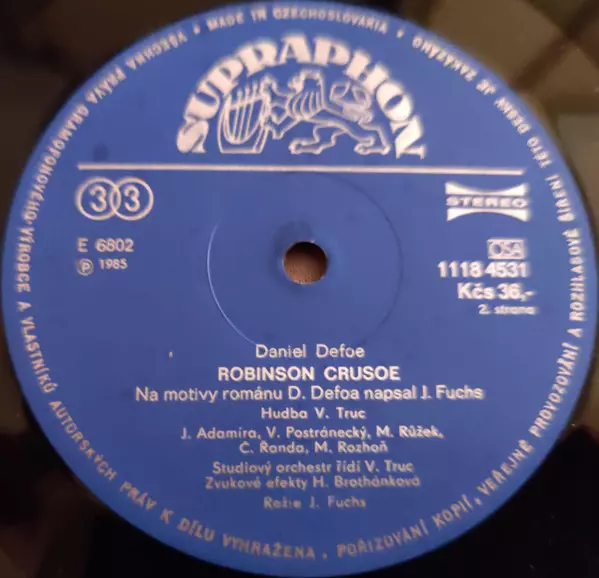 MADE IN CZECHOSLOVAKIA • VŠECHNA PRÁVA GRAMOFONOVÉHO VÝROBCE A VLASTNÍKŮ AUTORSKÝCH PRÁV K DÍLU VYHRAŽENA • POŘIZOVÁNÍ KOPIÍ, VEŘEJNÉ PROVOZOVÁNÍ A ROZHLASOVÉ ŠÍŘENÍ TÉTO DESKY JE ZAKÁZÁNO •
SUPRAPHON
33
STEREO
E 6802
Ⓟ 1985
OSA
1118 4531
Kčs 36,-
2. strana
Daniel Defoe
ROBINSON CRUSOE
Na motivy románu D. Defoa napsal J. Fuchs
Hudba V. Truc
J. Adamíra, V. Postránecký, M. Růžek,
Č. Řanda, M. Rozhoň
Studiový orchestr řídí V. Truc
Zvukové efekty H. Brothánková
Režie J. Fuchs